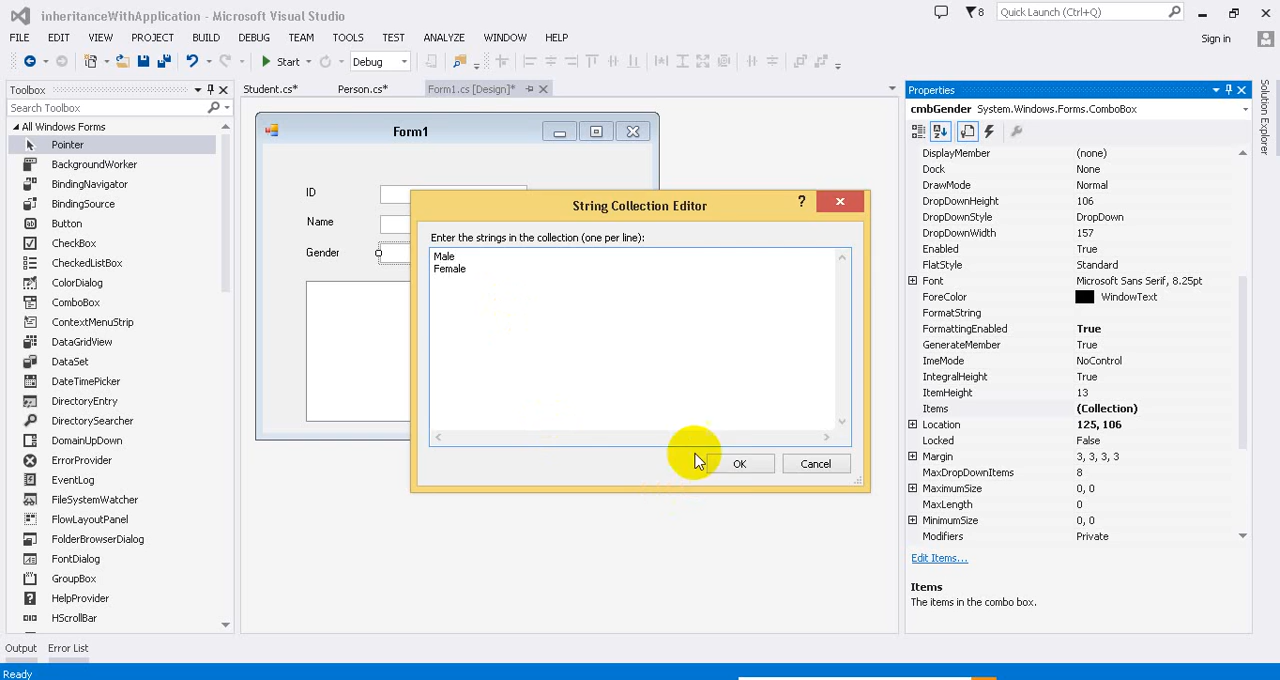 inheritanceWithApplication - Microsoft Visual Studio
8
Quick Launch (Ctrl+Q)
FILE EDIT VIEW PROJECT BUILD DEBUG TEAM TOOLS TEST ANALYZE WINDOW HELP
Sign in
Start
Debug
Toolbox
Search Toolbox
All Windows Forms
Pointer
BackgroundWorker
BindingNavigator
BindingSource
Button
CheckBox
CheckedListBox
ColorDialog
ComboBox
ContextMenuStrip
DataGridView
DataSet
DateTimePicker
DirectoryEntry
DirectorySearcher
DomainUpDown
ErrorProvider
EventLog
FileSystemWatcher
FlowLayoutPanel
FolderBrowserDialog
FontDialog
GroupBox
HelpProvider
HScrollBar
Student.cs* Person.cs* Form1.cs [Design]*
Form1
ID
Name
Gender
String Collection Editor
?
Enter the strings in the collection (one per line):
Male
Female
OK
Cancel
Properties
cmbGender System.Windows.Forms.ComboBox
DisplayMember (none)
Dock None
DrawMode Normal
DropDownHeight 106
DropDownStyle DropDown
DropDownWidth 157
Enabled True
FlatStyle Standard
Font Microsoft Sans Serif, 8.25pt
ForeColor WindowText
FormatString
FormattingEnabled True
GenerateMember True
ImeMode NoControl
IntegralHeight True
ItemHeight 13
Items (Collection)
Location 125, 106
Locked False
Margin 3, 3, 3, 3
MaxDropDownItems 8
MaximumSize 0, 0
MaxLength 0
MinimumSize 0, 0
Modifiers Private
Edit Items...
Items
The items in the combo box.
Solution Explorer
Output Error List
Ready